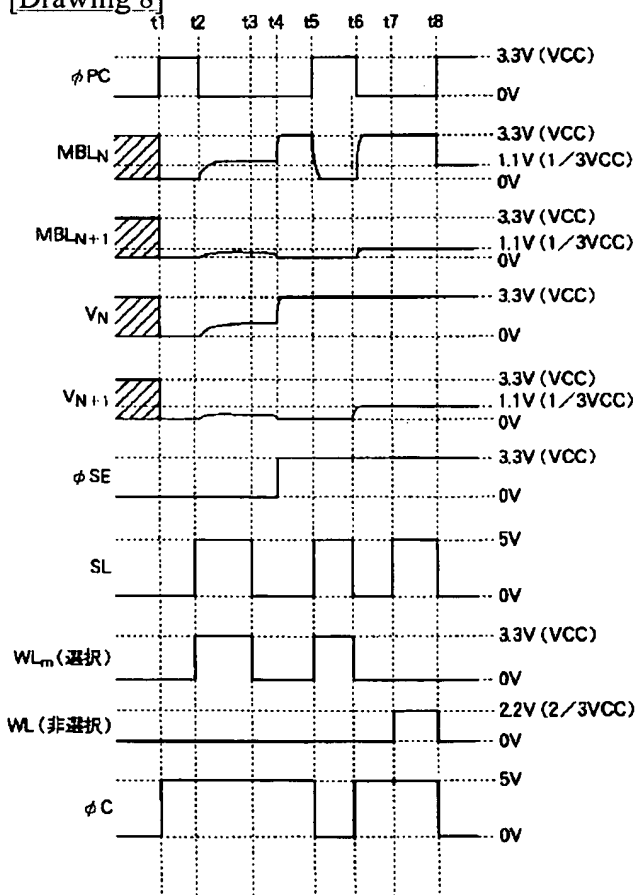 [Drawing 8]
t1 t2 t3 t4 t5 t6 t7 t8
φPC
3.3V(VCC)
0V
MBLN
3.3V(VCC)
1.1V(1/3VCC)
0V
MBLN+1
3.3V(VCC)
1.1V(1/3VCC)
0V
VN
3.3V(VCC)
0V
VN+1
3.3V(VCC)
1.1V(1/3VCC)
0V
φSE
3.3V(VCC)
0V
SL
5V
0V
WLm(選択)
3.3V(VCC)
0V
WL(非選択)
2.2V(2/3VCC)
0V
φC
5V
0V